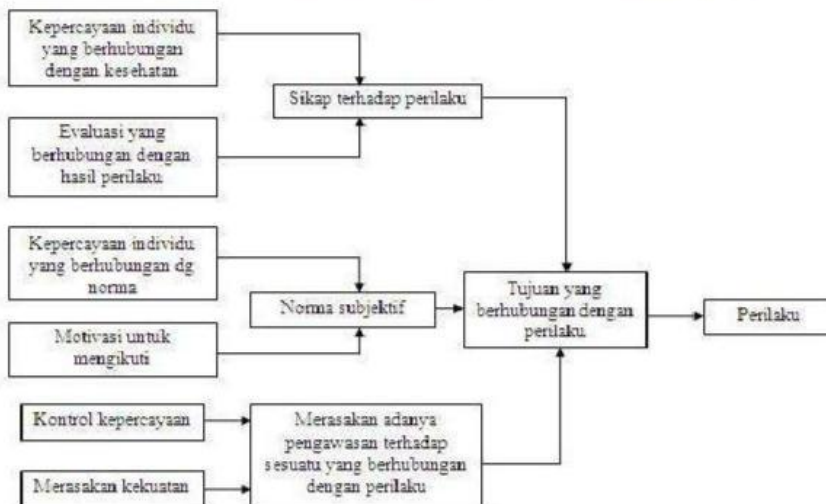 Kepercayaan individu
yang berhubungan
dengan kesehatan
Sikap terhadap perilaku
Evaluasi yang
berhubungan dengan
hasil perilaku
Kepercayaan individu
yang berhubungan dg
norma
Norma subjektif
Motivasi untuk
mengikuti
Tujuan yang
berhubungan dengan
perilaku
Perilaku
Kontrol kepercayaan
Merasakan kekuatan
Merasakan adanya
pengawasan terhadap
sesuatu yang berhubungan
dengan perilaku